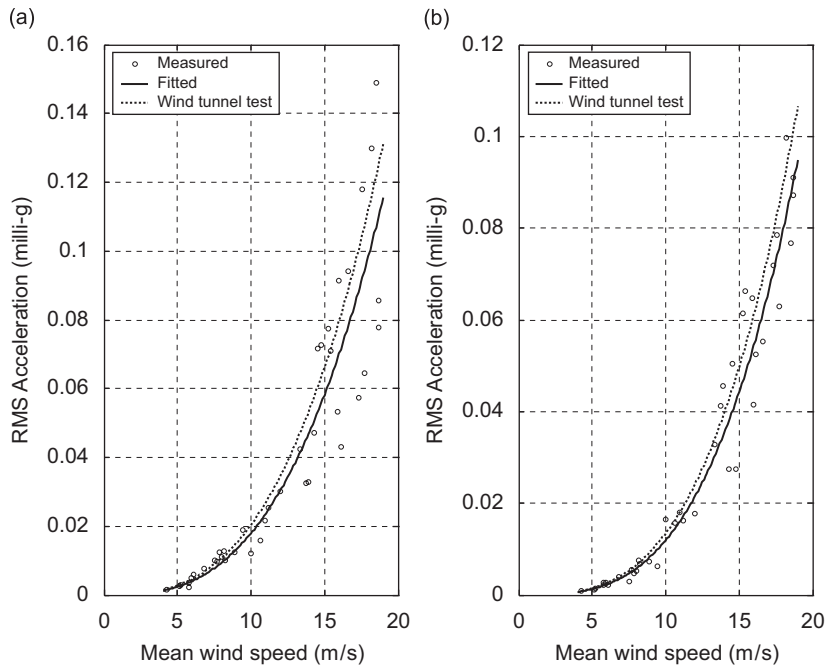 (a)
0.16
0.14
0.12
0.1
0.08
0.06
0.04
0.02
0
0
5
10
15
20
RMS Acceleration (milli-g)
Mean wind speed (m/s)
Measured
Fitted
Wind tunnel test
(b)
0.12
0.1
0.08
0.06
0.04
0.02
0
0
5
10
15
20
RMS Acceleration (milli-g)
Mean wind speed (m/s)
Measured
Fitted
Wind tunnel test